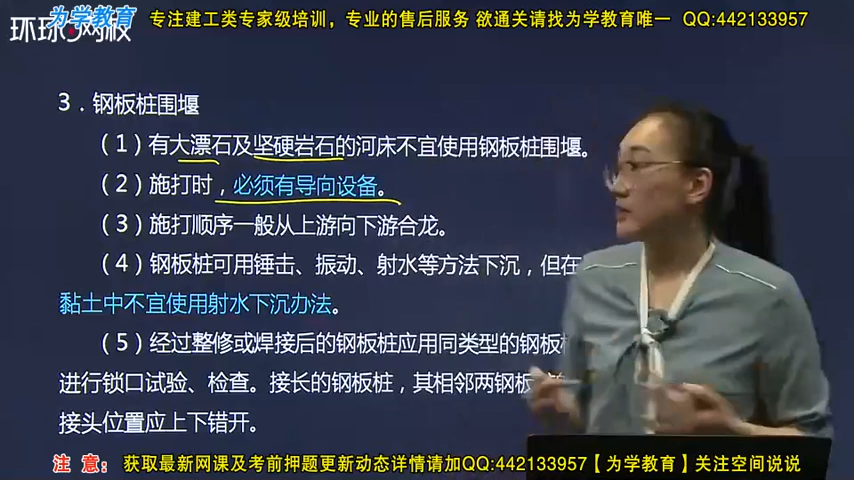 为学教育 专注建工类专家级培训，专业的售后服务 欲通关请找为学教育唯一 QQ:442133957
环球网校
3．钢板桩围堰
（1）有大漂石及坚硬岩石的河床不宜使用钢板桩围堰。
（2）施打时，必须有导向设备。
（3）施打顺序一般从上游向下游合龙。
（4）钢板桩可用锤击、振动、射水等方法下沉，但在
黏土中不宜使用射水下沉办法。
（5）经过整修或焊接后的钢板桩应用同类型的钢板
进行锁口试验、检查。接长的钢板桩，其相邻两钢板
接头位置应上下错开。
注 意： 获取最新网课及考前押题更新动态详情请加QQ:442133957【为学教育】关注空间说说